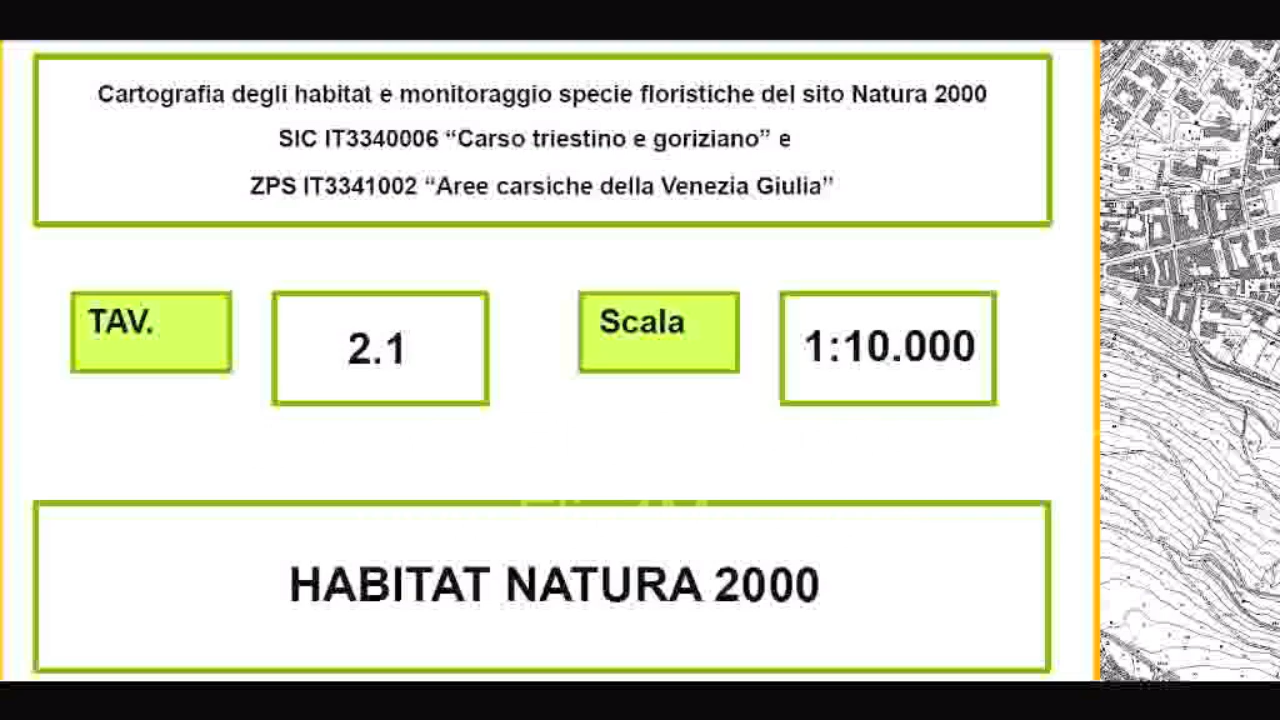 Cartografia degli habitat e monitoraggio specie floristiche del sito Natura 2000
SIC IT3340006 “Carso triestino e goriziano” e
ZPS IT3341002 “Aree carsiche della Venezia Giulia”
TAV.
2.1
Scala
1:10.000
HABITAT NATURA 2000